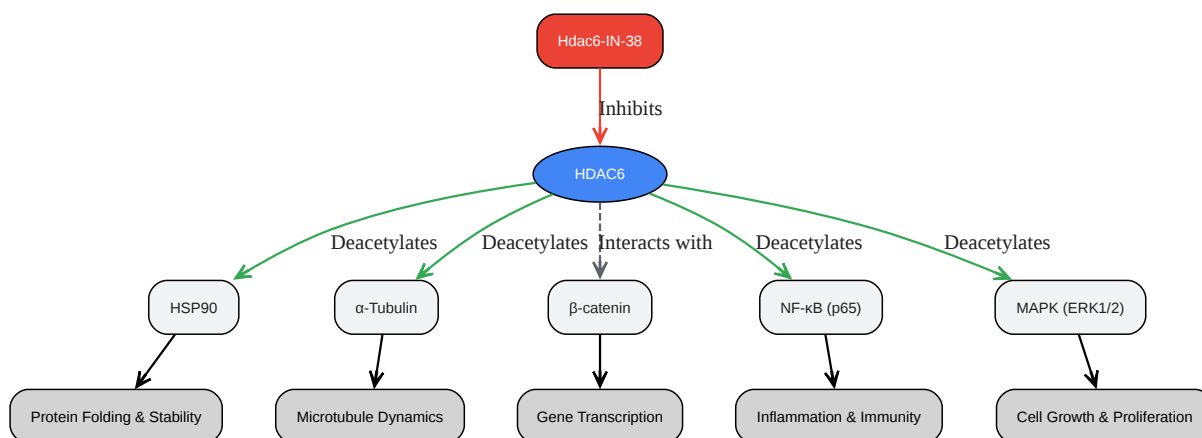 Hdac6-IN-38
Inhibits
HDAC6
Deacetylates
Deacetylates
Interacts with
Deacetylates
Deacetylates
HSP90
α-Tubulin
β-catenin
NF-κB (p65)
MAPK (ERK1/2)
Protein Folding & Stability
Microtubule Dynamics
Gene Transcription
Inflammation & Immunity
Cell Growth & Proliferation